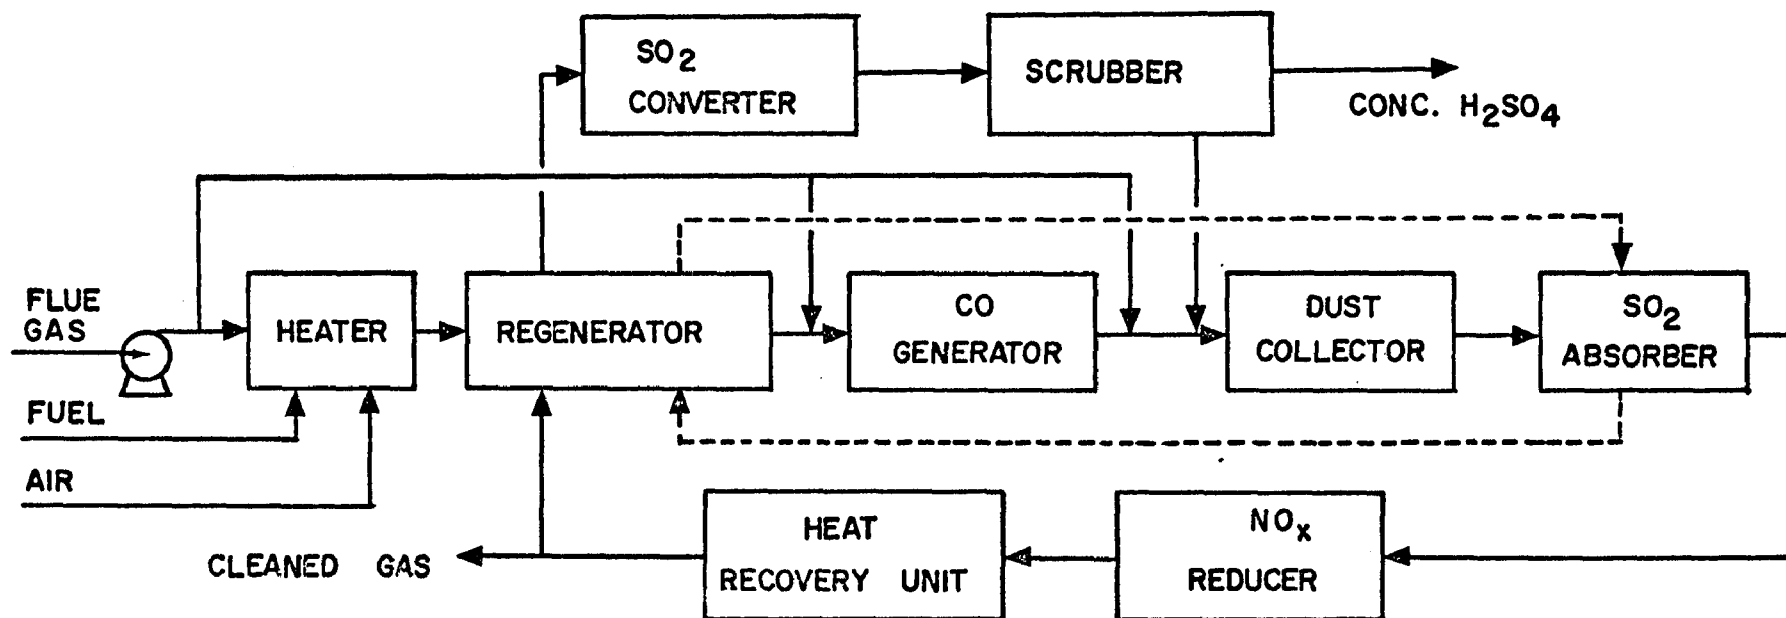 SO2
CONVERTER
SCRUBBER
CONC. H2SO4
FLUE
GAS
HEATER
REGENERATOR
CO
GENERATOR
DUST
COLLECTOR
SO2
ABSORBER
FUEL
AIR
CLEANED GAS
HEAT
RECOVERY UNIT
NOx
REDUCER